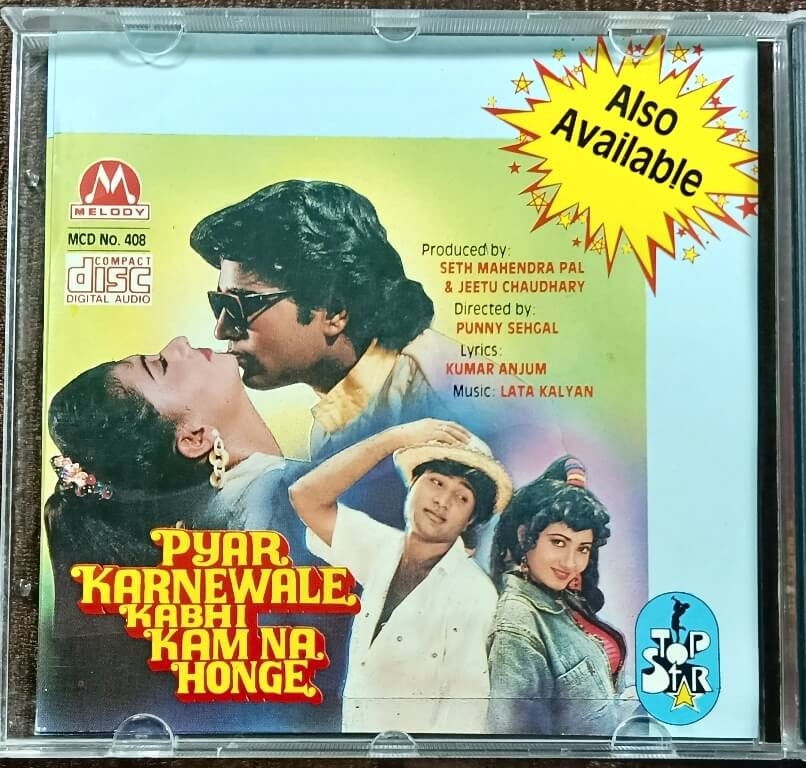 Also
Available
MELODY
MCD No. 408
COMPACT
disc
DIGITAL AUDIO
Produced by:
SETH MAHENDRA PAL
& JEETU CHAUDHARY
Directed by:
PUNNY SEHGAL
Lyrics:
KUMAR ANJUM
Music: LATA KALYAN
PYAR
KARNEWALE
KABHI
KAM NA
HONGE
TOP
STAR